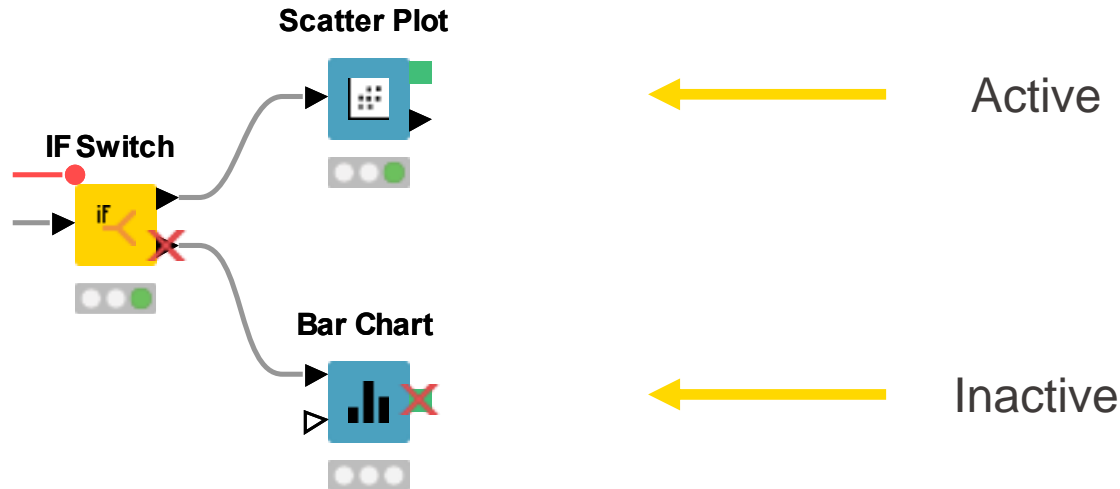 Scatter Plot
Active
IF Switch
if
Bar Chart
Inactive